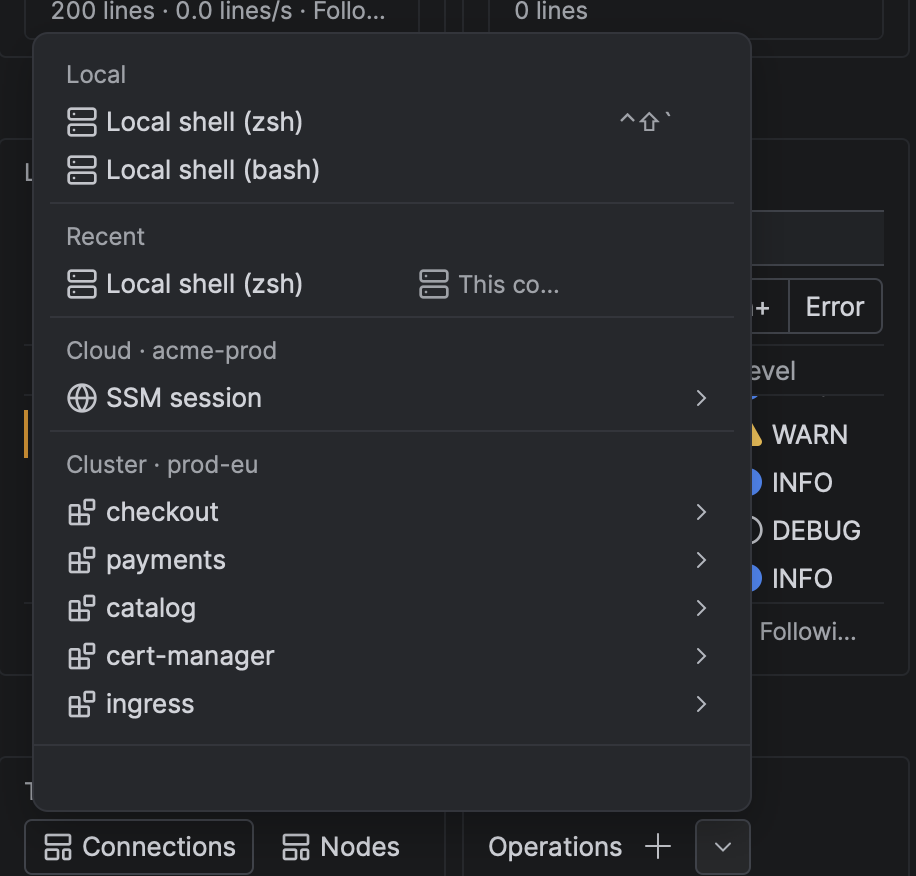 200 lines · 0.0 lines/s · Follo...
0 lines
Local
Local shell (zsh) ^⇧`
Local shell (bash)
Recent
Local shell (zsh) This co...
Error
Cloud · acme-prod
evel
SSM session
WARN
Cluster · prod-eu
INFO
checkout
DEBUG
payments
INFO
catalog
Followi...
cert-manager
ingress
Connections Nodes Operations +